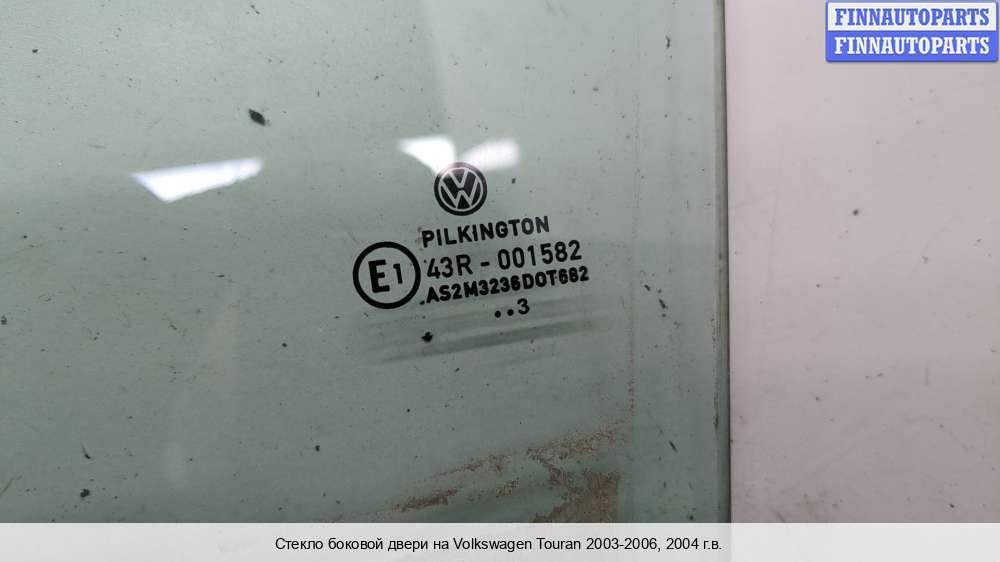 FINNAUTOPARTS
FINNAUTOPARTS
PILKINGTON
E1
43R - 001582
.AS2M3236DOT682
..3
Стекло боковой двери на Volkswagen Touran 2003-2006, 2004 г.в.